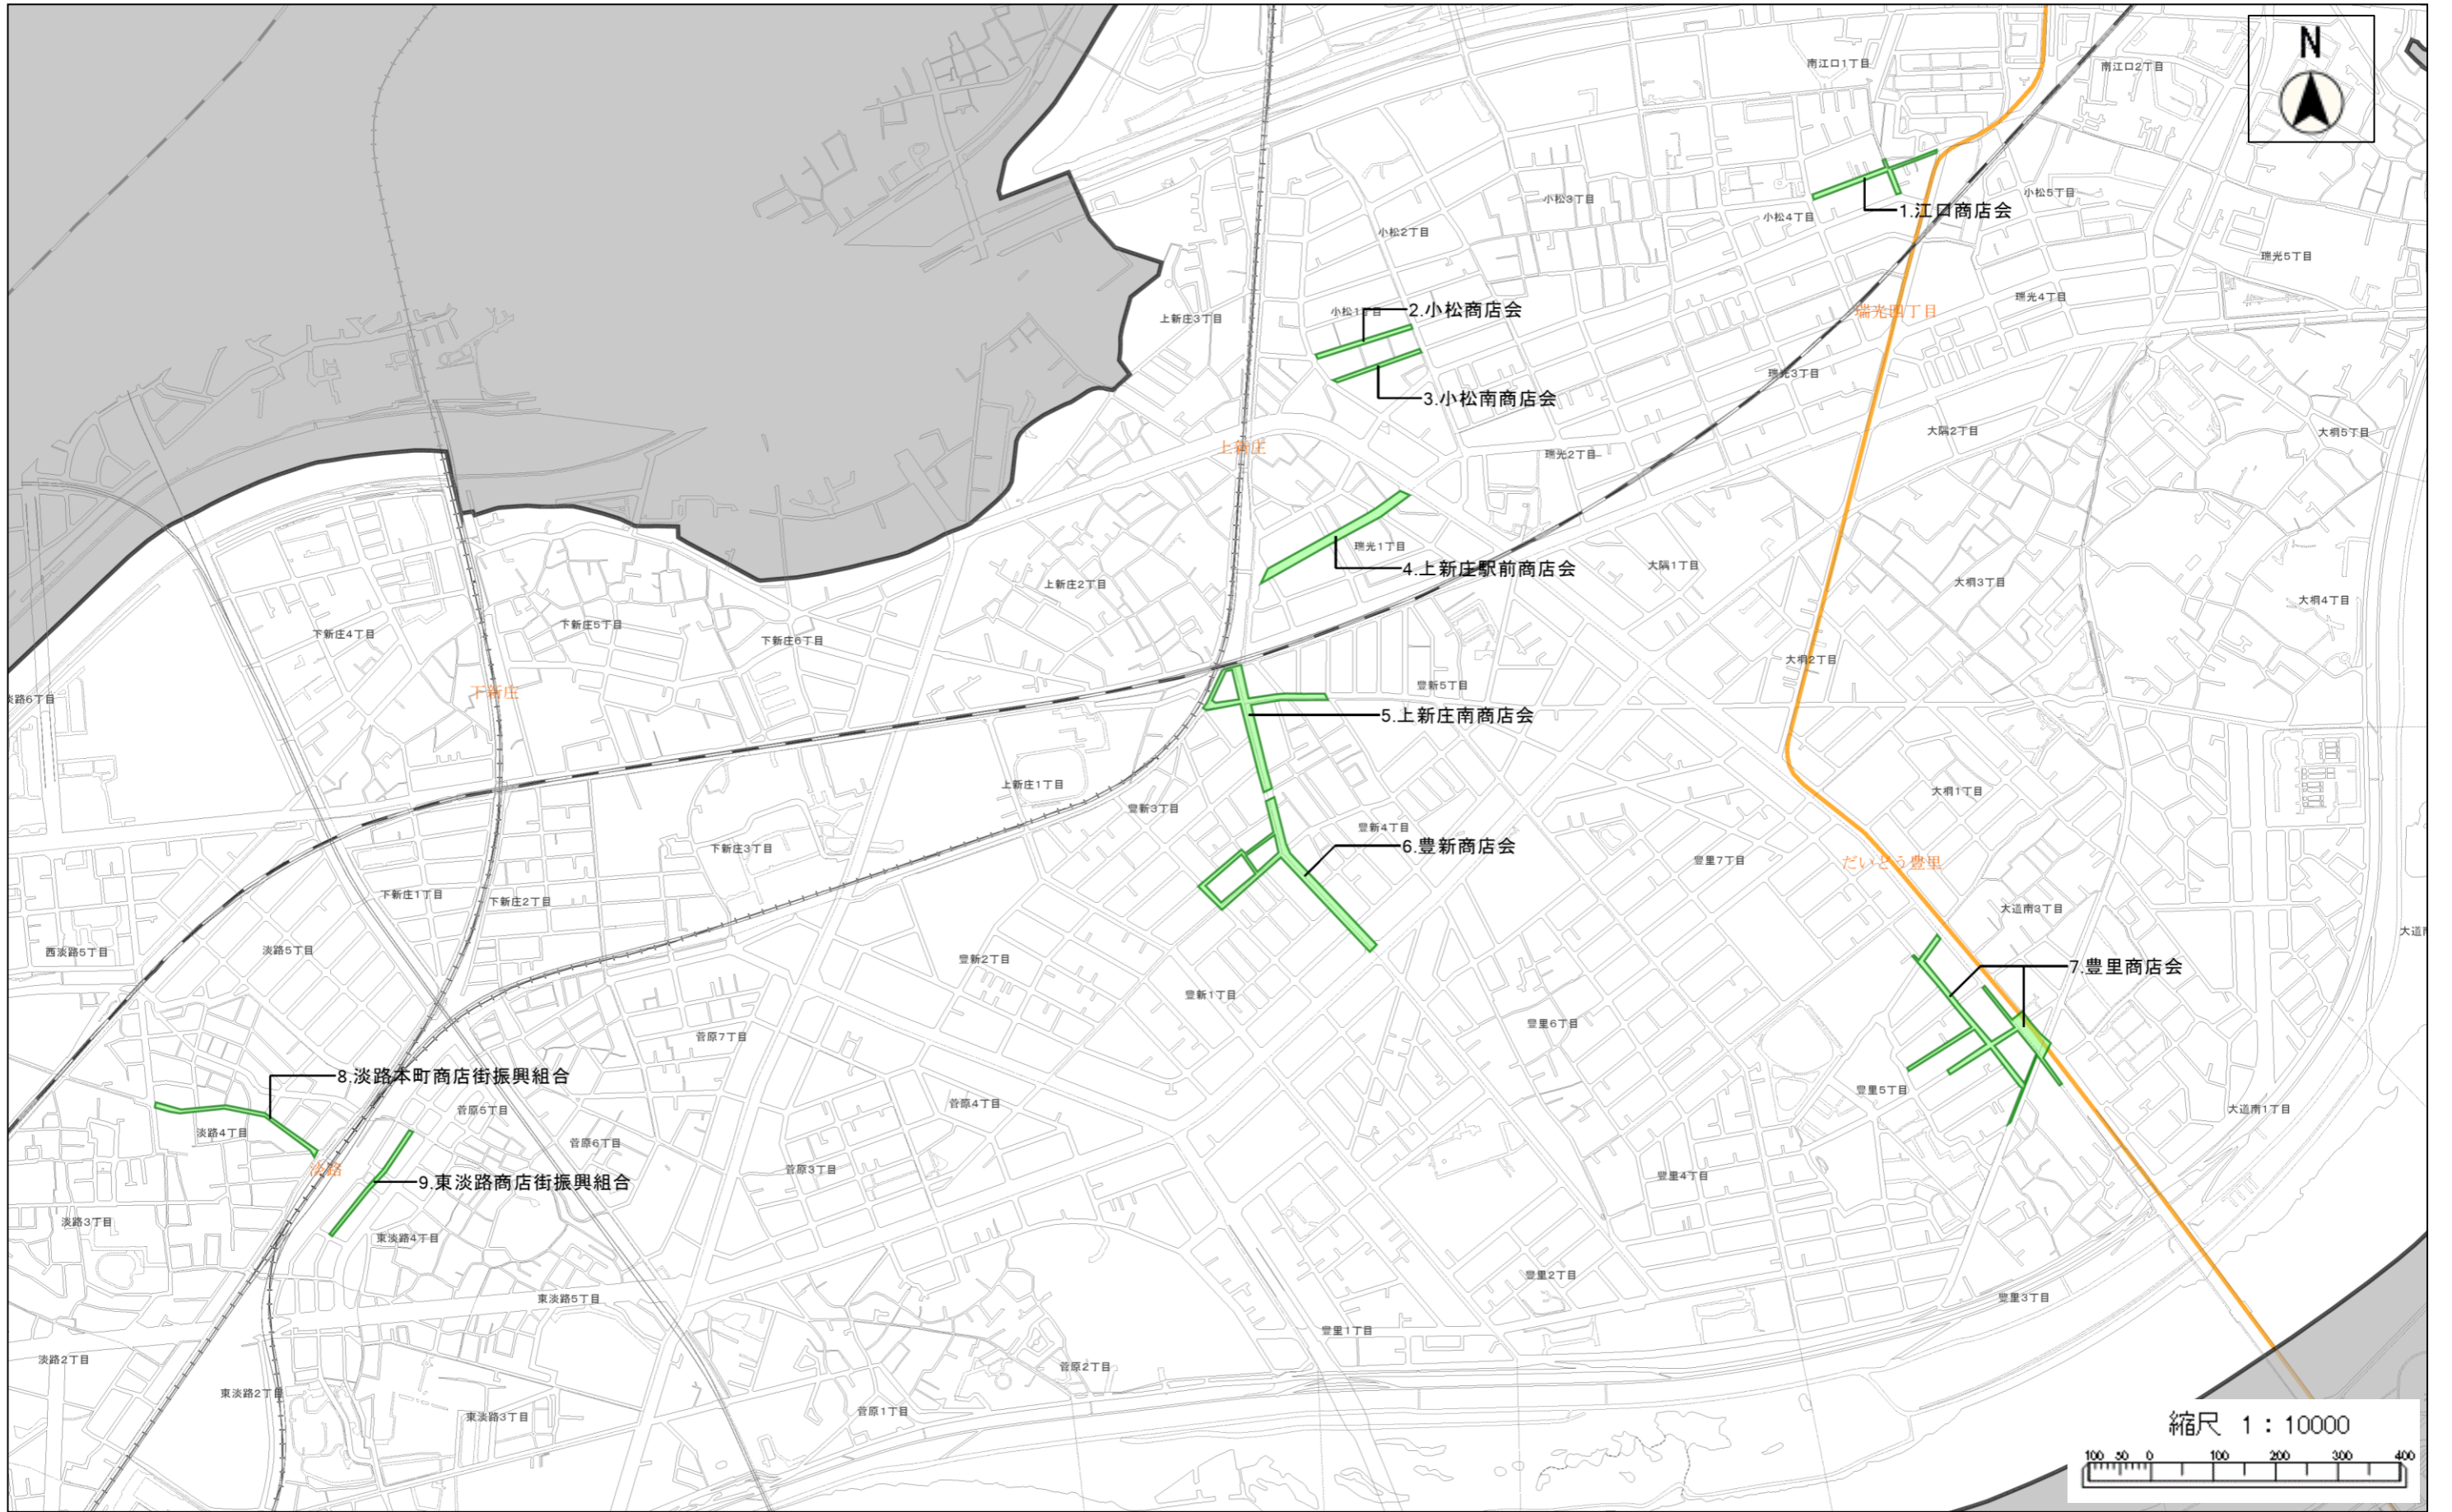 N
南江口1丁目
南江口2丁目
小松3丁目
小松5丁目
小松4丁目
1.江口商店会
小松2丁目
瑞光5丁目
瑞光4丁目
上新庄3丁目
小松1丁目
2.小松商店会
瑞光四丁目
瑞光3丁目
3.小松南商店会
大隅2丁目
大桐5丁目
上新庄
瑞光2丁目
瑞光1丁目
4.上新庄駅前商店会
大隅1丁目
上新庄2丁目
大桐3丁目
大桐4丁目
下新庄4丁目
下新庄5丁目
下新庄6丁目
大桐2丁目
淡路6丁目
下新庄
豊新5丁目
5.上新庄南商店会
上新庄1丁目
大桐1丁目
豊新3丁目
豊新4丁目
6.豊新商店会
下新庄3丁目
豊里7丁目
だいどう豊里
下新庄1丁目
下新庄2丁目
大道南3丁目
大道南
西淡路5丁目
淡路5丁目
豊新2丁目
7.豊里商店会
豊新1丁目
豊里6丁目
菅原7丁目
8.淡路本町商店街振興組合
豊里5丁目
菅原5丁目
菅原4丁目
大道南1丁目
淡路4丁目
菅原6丁目
淡路
菅原3丁目
豊里4丁目
9.東淡路商店街振興組合
淡路3丁目
東淡路4丁目
豊里2丁目
東淡路5丁目
豊里3丁目
豊里1丁目
淡路2丁目
菅原2丁目
東淡路2丁目
東淡路3丁目
菅原1丁目
縮尺 1：10000
100 50 0 100 200 300 400